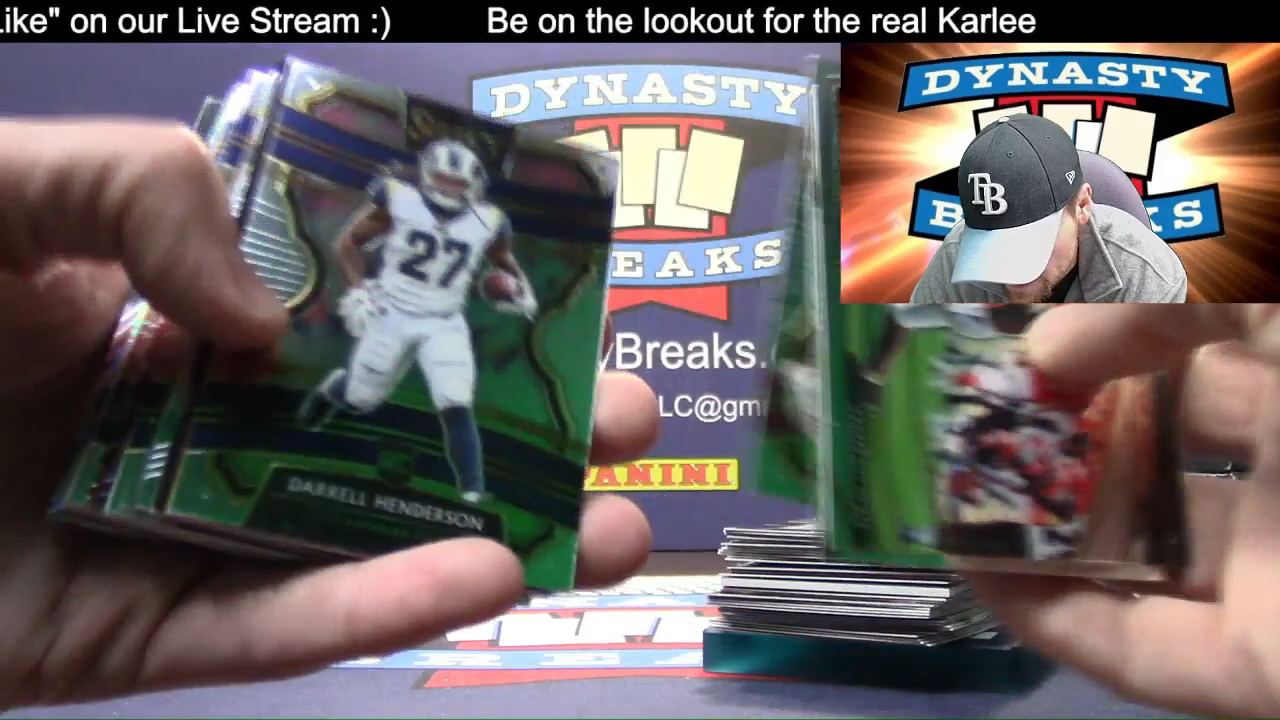 Like" on our Live Stream :)
Be on the lookout for the real Karlee
DYNASTY
EAKS
yBreaks.
LC@gm
PANINI
27
DARRELL HENDERSON
DYNASTY
B
KS
TB